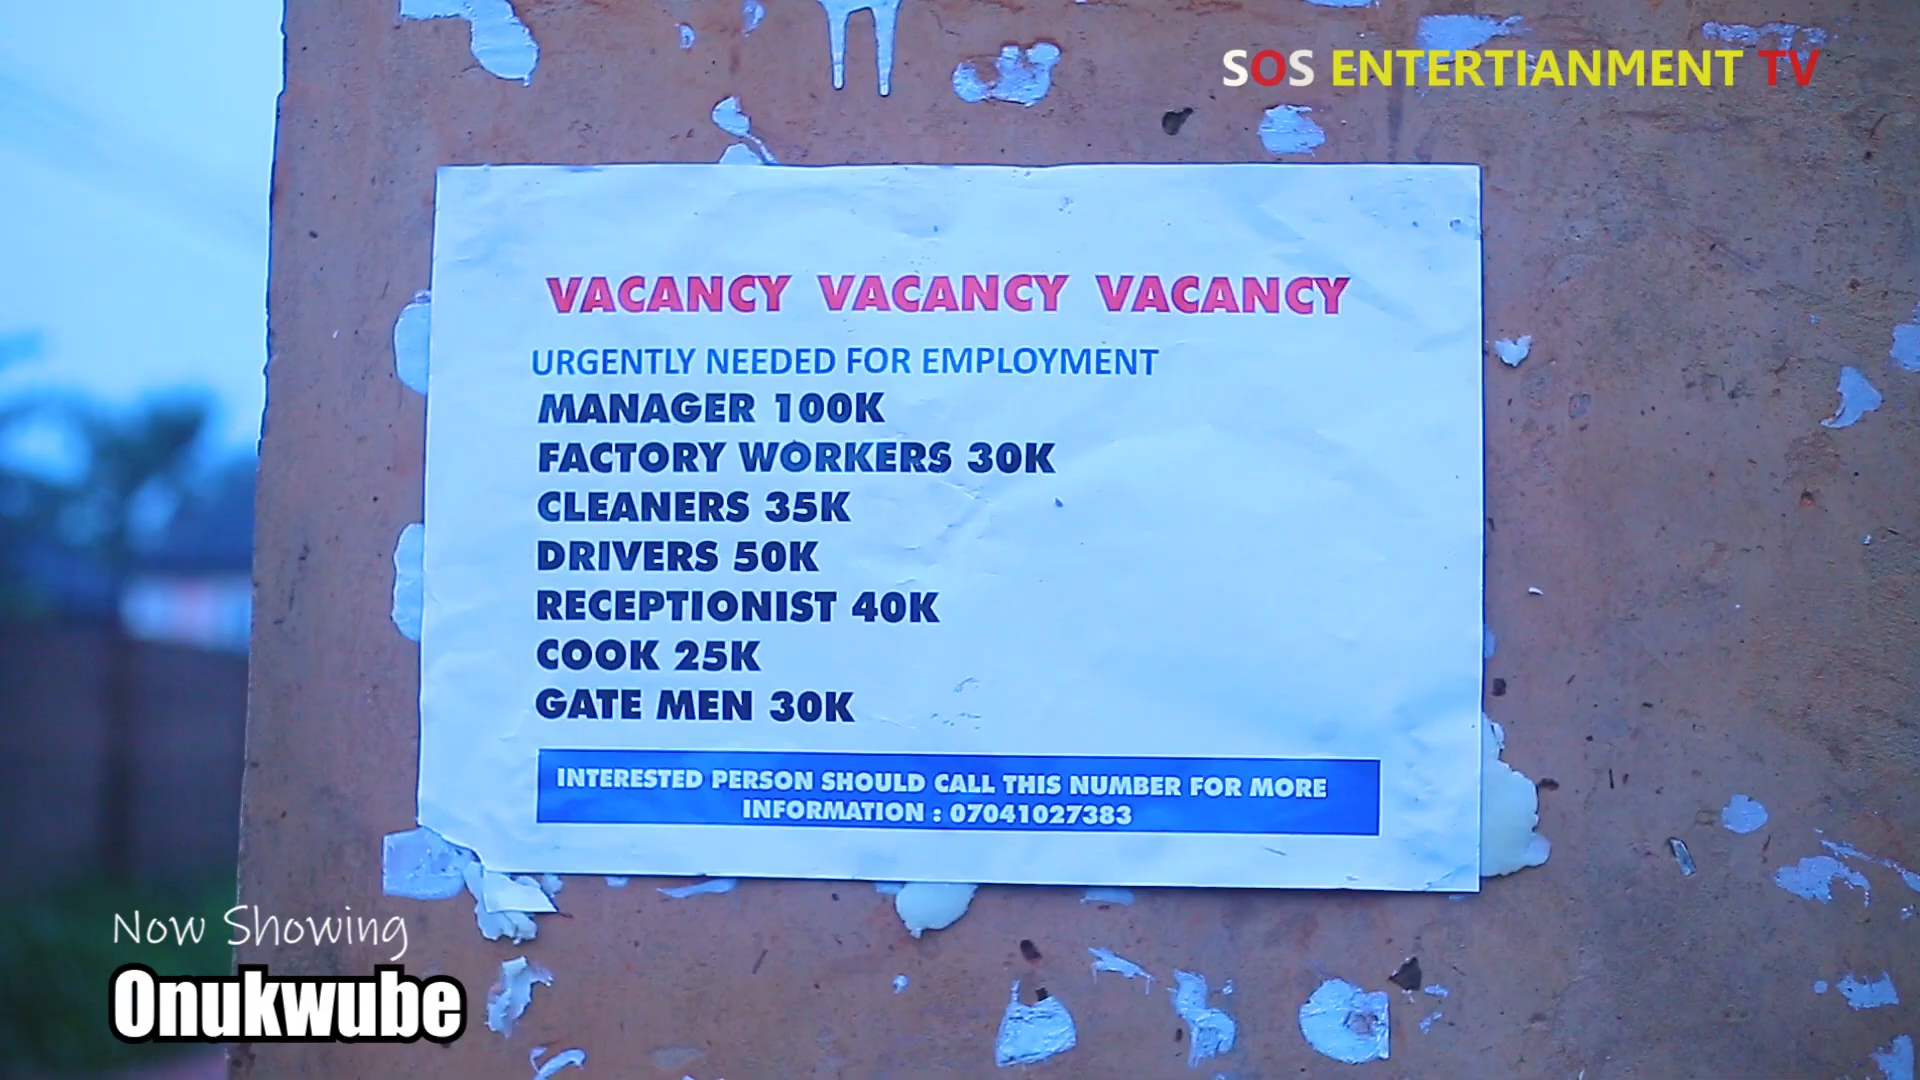 SOS ENTERTIANMENT TV
VACANCY VACANCY VACANCY
URGENTLY NEEDED FOR EMPLOYMENT
MANAGER 100K
FACTORY WORKERS 30K
CLEANERS 35K
DRIVERS 50K
RECEPTIONIST 40K
COOK 25K
GATE MEN 30K
INTERESTED PERSON SHOULD CALL THIS NUMBER FOR MORE
INFORMATION : 07041027383
Now Showing
Onukwube